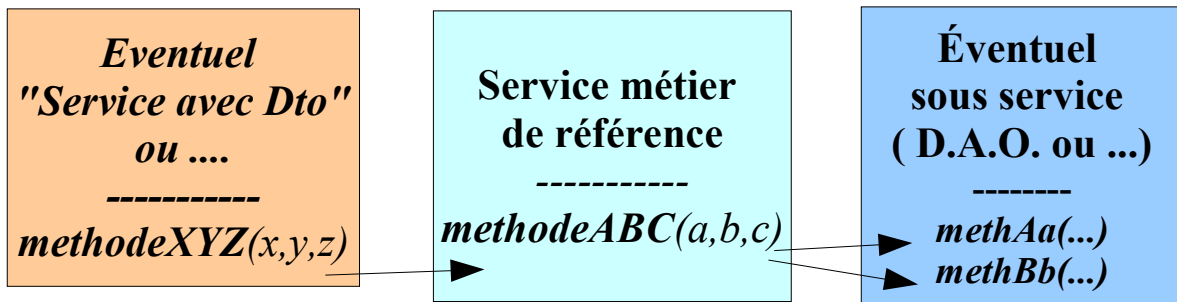 Eventuel
"Service avec Dto"
ou ....
-----------
methodeXYZ(x,y,z)
Service métier
de référence
-----------
methodeABC(a,b,c)
Éventuel
sous service
( D.A.O. ou ...)
--------
methAa(...)
methBb(...)